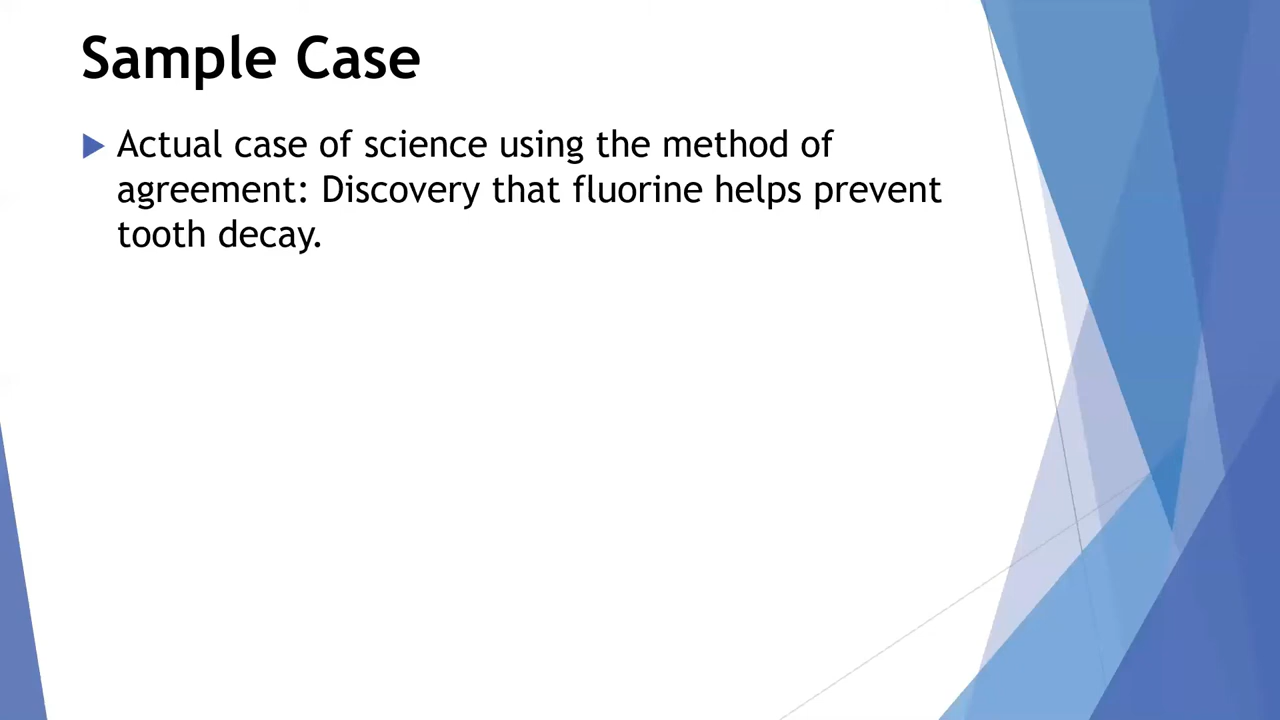 Sample Case
Actual case of science using the method of
agreement: Discovery that fluorine helps prevent
tooth decay.